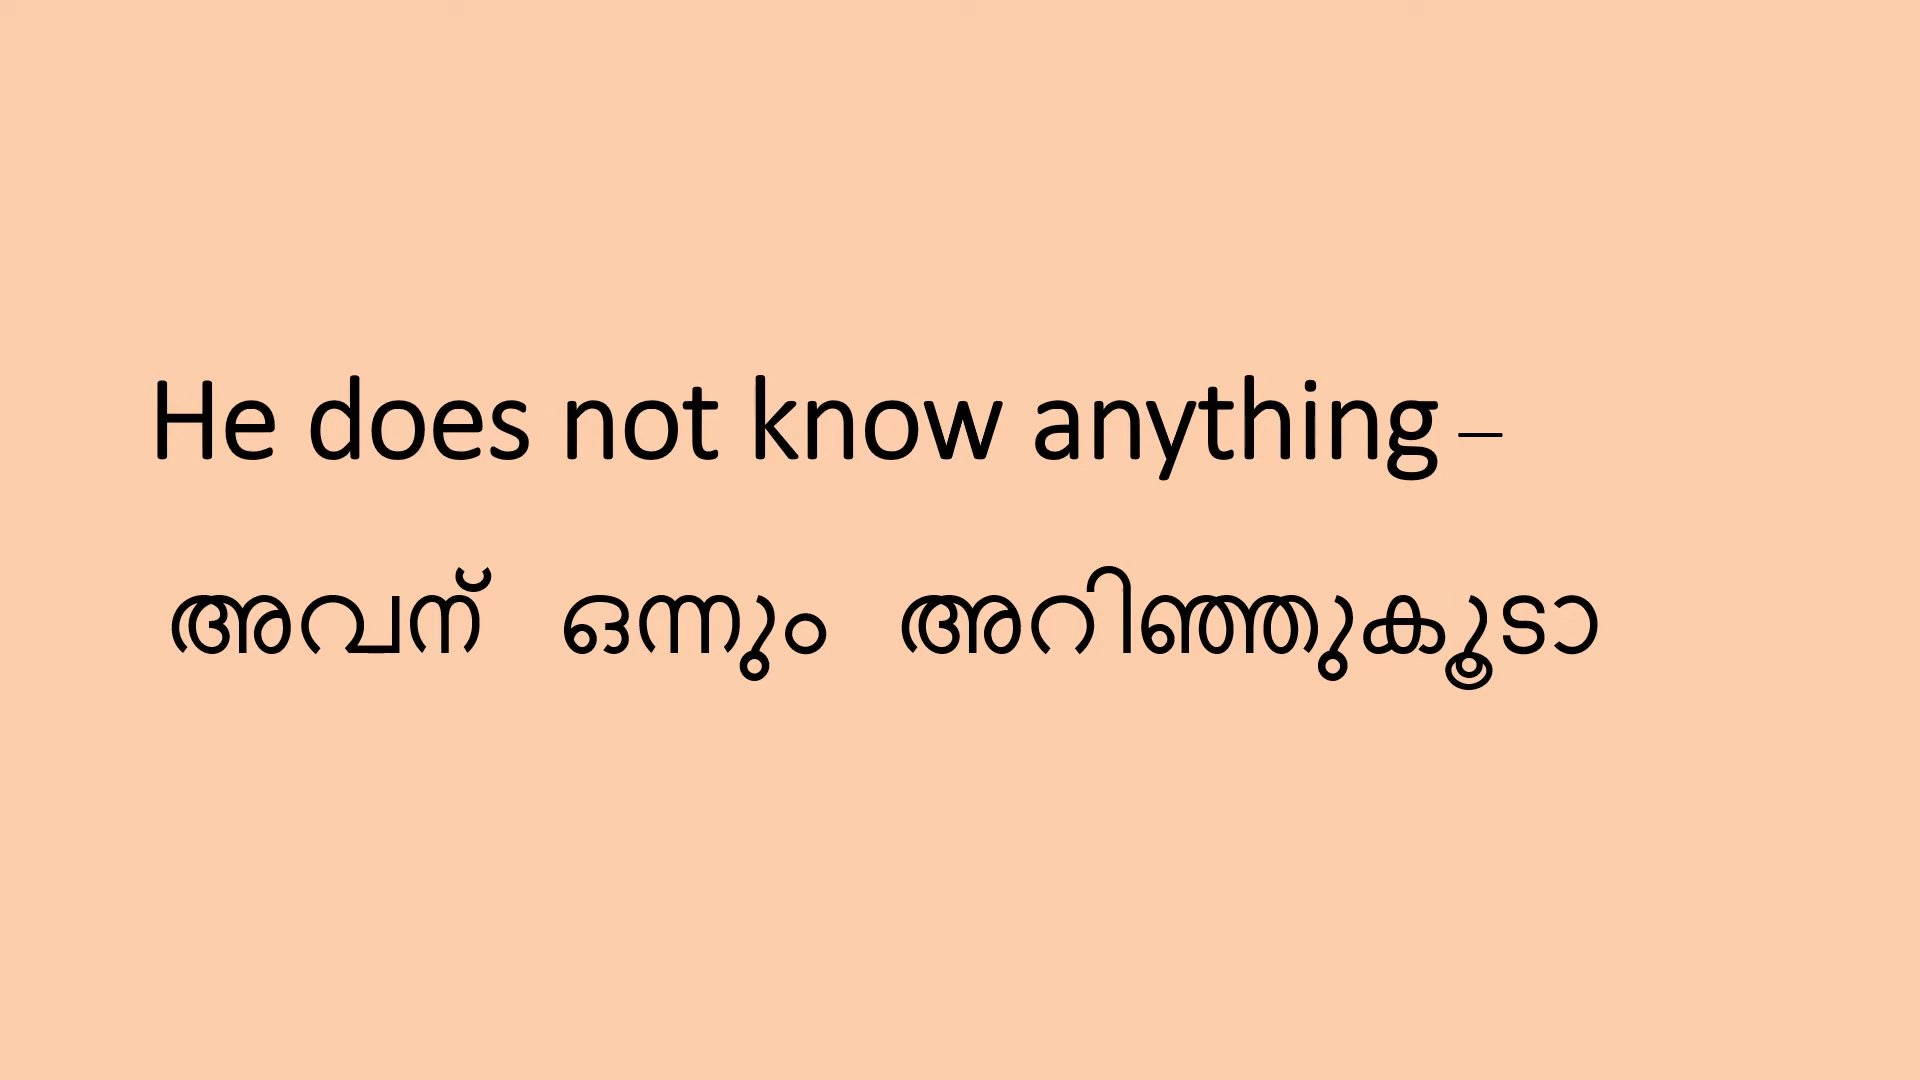 He does not know anything –
അവന് ഒന്നും അറിഞ്ഞുകൂടാ